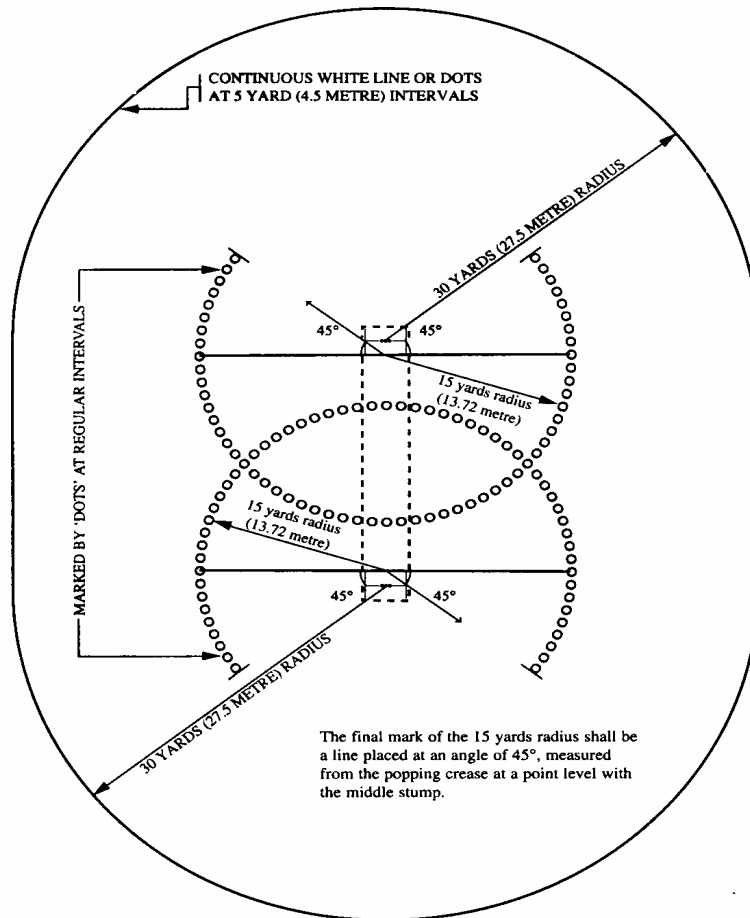 CONTINUOUS WHITE LINE OR DOTS
AT 5 YARD (4.5 METRE) INTERVALS
30 YARDS (27.5 METRE) RADIUS
MARKED BY 'DOTS' AT REGULAR INTERVALS
45°
45°
15 yards radius
(13.72 metre)
15 yards radius
(13.72 metre)
45°
45°
30 YARDS (27.5 METRE) RADIUS
The final mark of the 15 yards radius shall be
a line placed at an angle of 45°, measured
from the popping crease at a point level with
the middle stump.